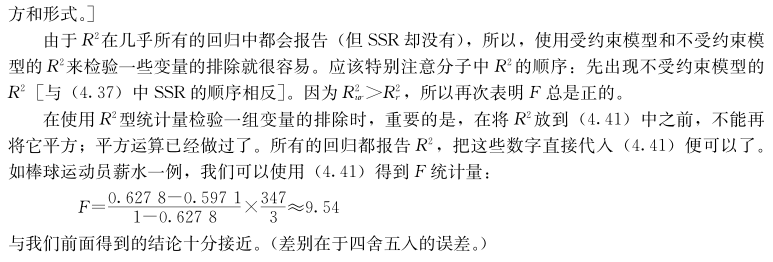 方和形式。]
由于 R²在几乎所有的回归中都会报告（但 SSR 却没有），所以，使用受约束模型和不受约束模
型的 R²来检验一些变量的排除就很容易。应该特别注意分子中 R²的顺序：先出现不受约束模型的
R² [与（4.37）中 SSR 的顺序相反]。因为 R²ᵤᵣ>R²ᵣ，所以再次表明 F 总是正的。
在使用 R²型统计量检验一组变量的排除时，重要的是，在将 R²放到（4.41）中之前，不能再
将它平方；平方运算已经做过了。所有的回归都报告 R²，把这些数字直接代入（4.41）便可以了。
如棒球运动员薪水一例，我们可以使用（4.41）得到 F 统计量：
F=\frac{0.627 8−0.597 1}{1−0.627 8}×\frac{347}{3}≈9.54
与我们前面得到的结论十分接近。（差别在于四舍五入的误差。）